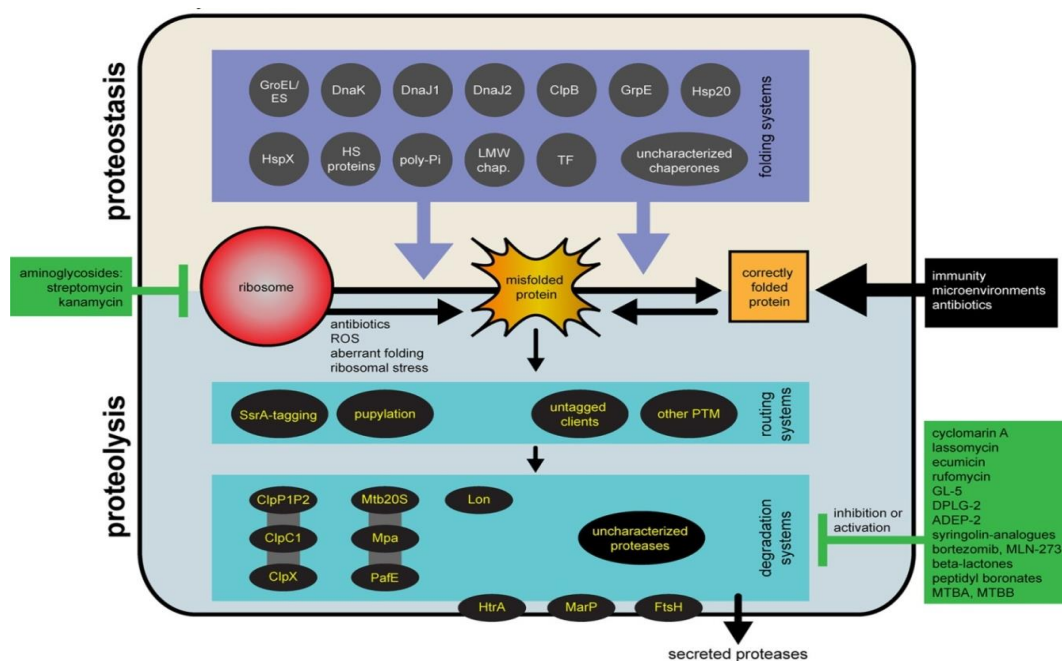 proteostasis
GroEL/
ES
DnaK
DnaJ1
DnaJ2
ClpB
GrpE
Hsp20
HspX
HS
proteins
poly-Pi
LMW
chap.
TF
uncharacterized
chaperones
folding systems
aminoglycosides:
streptomycin
kanamycin
ribosome
misfolded
protein
correctly
folded
protein
immunity
microenvironments
antibiotics
antibiotics
ROS
aberrant folding
ribosomal stress
proteolysis
SsrA-tagging
pupylation
untagged
clients
other PTM
routing
systems
ClpP1P2
ClpC1
ClpX
Mtb20S
Mpa
PafE
Lon
uncharacterized
proteases
degradation
systems
HtrA
MarP
FtsH
inhibition or
activation
cyclomarin A
lassomycin
ecumicin
rufomycin
GL-5
DPLG-2
ADEP-2
syringolin-analogues
bortezomib, MLN-273
beta-lactones
peptidyl boronates
MTBA, MTBB
secreted proteases